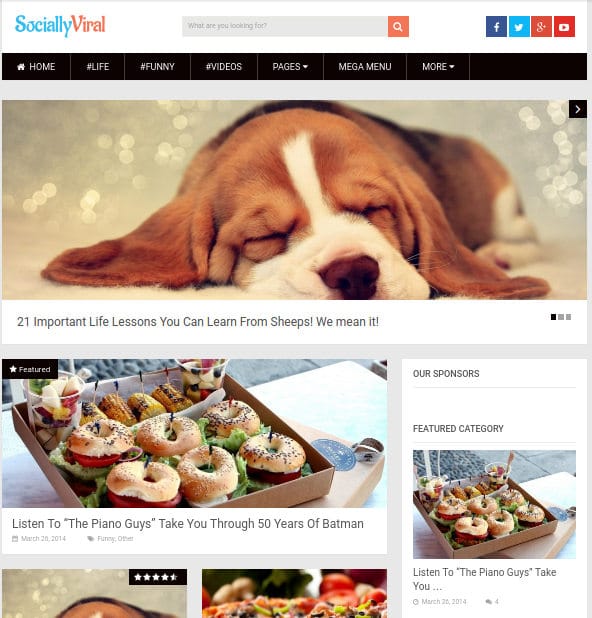 SociallyViral
What are you looking for?
HOME #LIFE #FUNNY #VIDEOS PAGES MEGA MENU MORE
21 Important Life Lessons You Can Learn From Sheeps! We mean it!
Featured
Listen To “The Piano Guys” Take You Through 50 Years Of Batman
March 26, 2014 Funny, Other
OUR SPONSORS
FEATURED CATEGORY
Listen To “The Piano Guys” Take
You ...
March 26, 2014 4